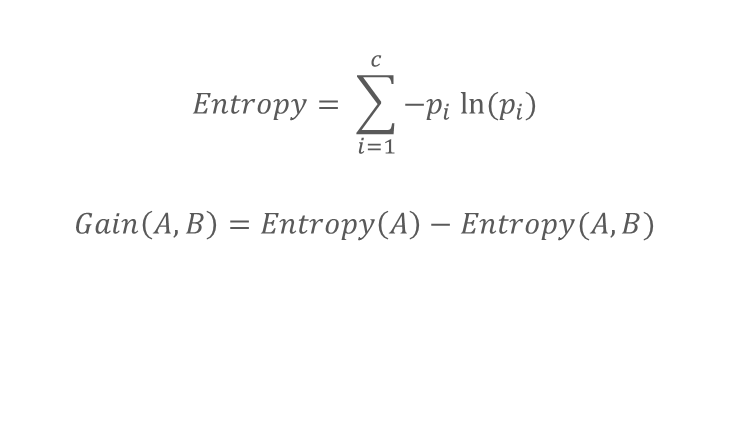 c
Entropy = ∑ −pᵢ ln(pᵢ)
i=1
Gain(A, B) = Entropy(A) − Entropy(A, B)